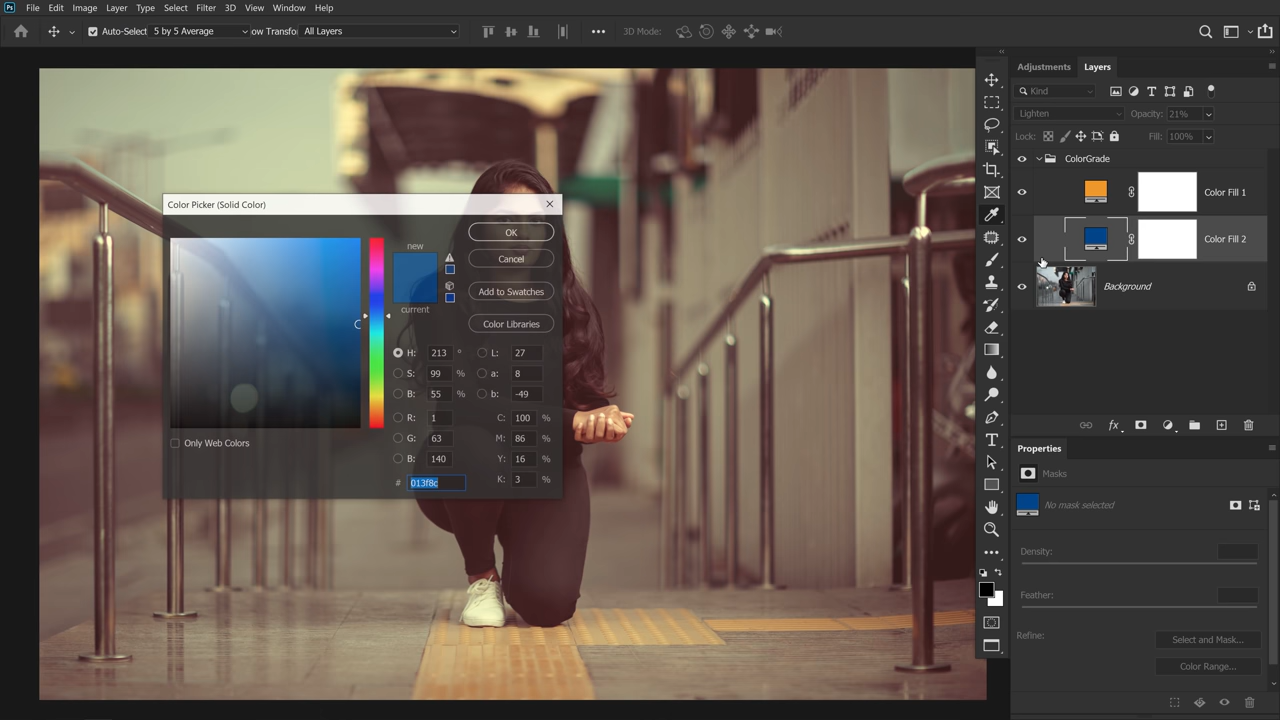 Ps File Edit Image Layer Type Select Filter 3D View Window Help
Auto-Select 5 by 5 Average ow Transfo All Layers 3D Mode:
Adjustments Layers
Kind
Lighten Opacity: 21%
Lock: Fill: 100%
ColorGrade
Color Fill 1
Color Fill 2
Background
Color Picker (Solid Color)
new
current
OK
Cancel
Add to Swatches
Color Libraries
H: 213 ° L: 27
S: 99 % a: 8
B: 55 % b: -49
R: 1 C: 100 %
G: 63 M: 86 %
B: 140 Y: 16 %
# 013f8c K: 3 %
Only Web Colors
fx
Properties
Masks
No mask selected
Density:
Feather:
Refine: Select and Mask...
Color Range...